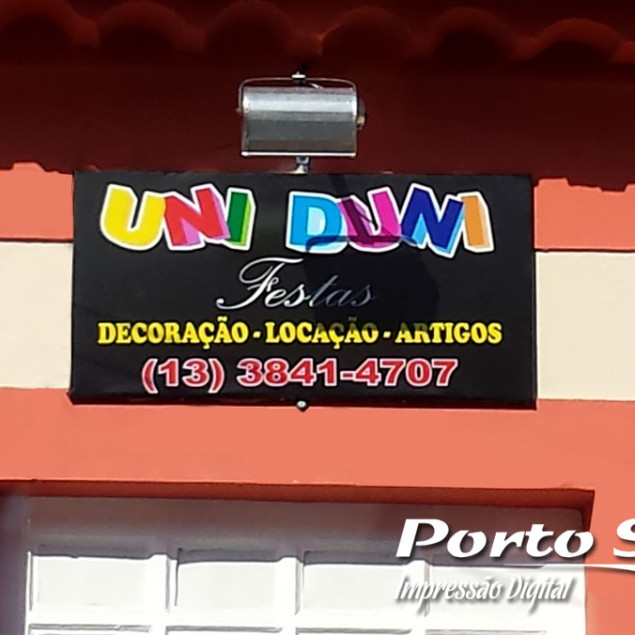 UNI DUNI
Festas
DECORAÇÃO - LOCAÇÃO - ARTIGOS
(13) 3841-4707
Porto S
Impressão Digital